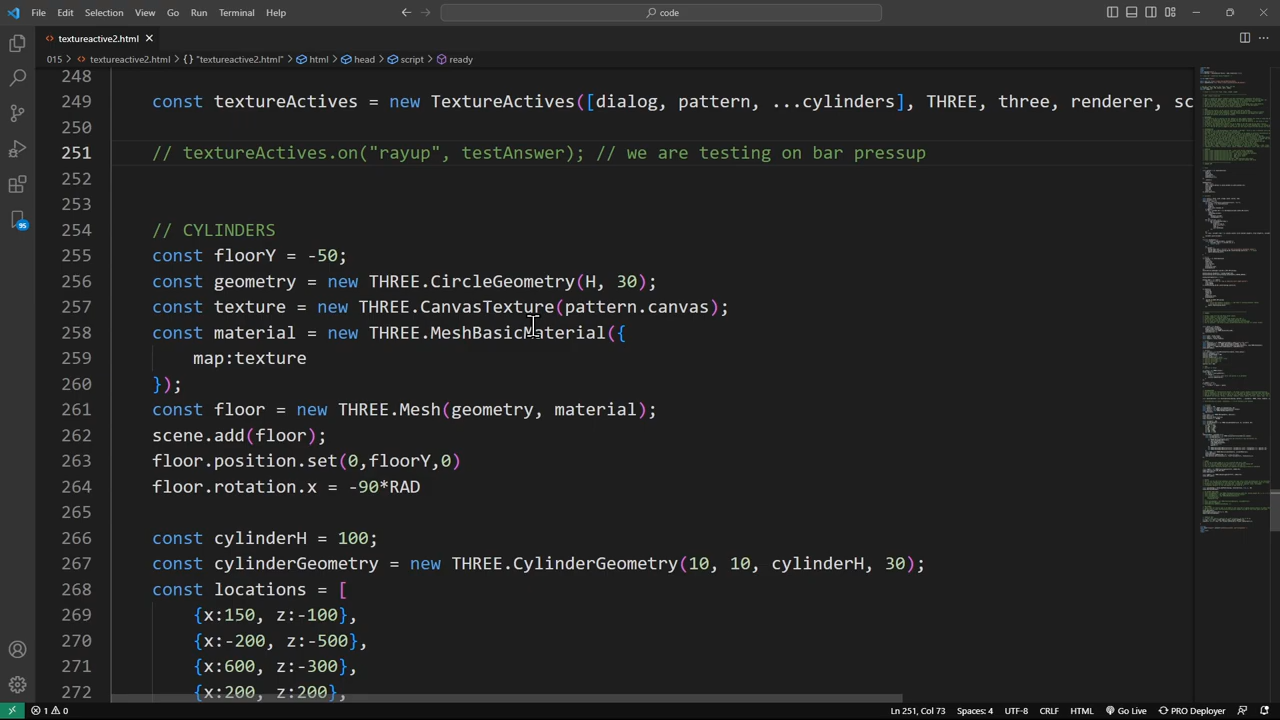 File Edit Selection View Go Run Terminal Help
code
textureactive2.html
015 > textureactive2.html > {} "textureactive2.html" > html > head > script > ready
248
249 const textureActives = new TextureActives([dialog, pattern, ...cylinders], THREE, three, renderer, sc
250
251 // textureActives.on("rayup", testAnswer); // we are testing on bar pressup
252
253
254 // CYLINDERS
255 const floorY = -50;
256 const geometry = new THREE.CircleGeometry(H, 30);
257 const texture = new THREE.CanvasTexture(pattern.canvas);
258 const material = new THREE.MeshBasicMaterial({
259 map:texture
260 });
261 const floor = new THREE.Mesh(geometry, material);
262 scene.add(floor);
263 floor.position.set(0,floorY,0)
264 floor.rotation.x = -90*RAD
265
266 const cylinderH = 100;
267 const cylinderGeometry = new THREE.CylinderGeometry(10, 10, cylinderH, 30);
268 const locations = [
269 {x:150, z:-100},
270 {x:-200, z:-500},
271 {x:600, z:-300},
272 {x:200, z:200},
95
1 0 Ln 251, Col 73 Spaces: 4 UTF-8 CRLF HTML Go Live PRO Deployer